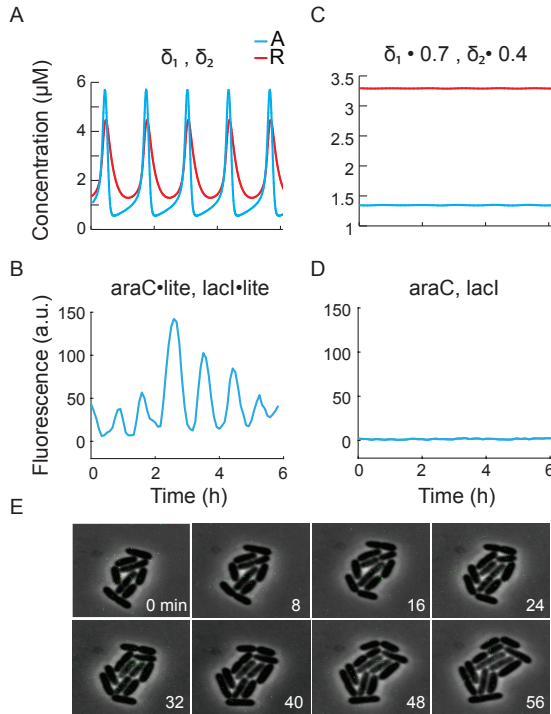 A
δ₁ , δ₂
A
R
Concentration (µM)
6
4
2
0
C
δ₁ • 0.7 , δ₂• 0.4
3.5
3
2.5
2
1.5
1
B
araC•lite, lacI•lite
Fluorescence (a.u.)
150
100
50
0
0 2 4 6
Time (h)
D
araC, lacI
150
100
50
0
0 2 4 6
Time (h)
E
0 min 8 16 24
32 40 48 56